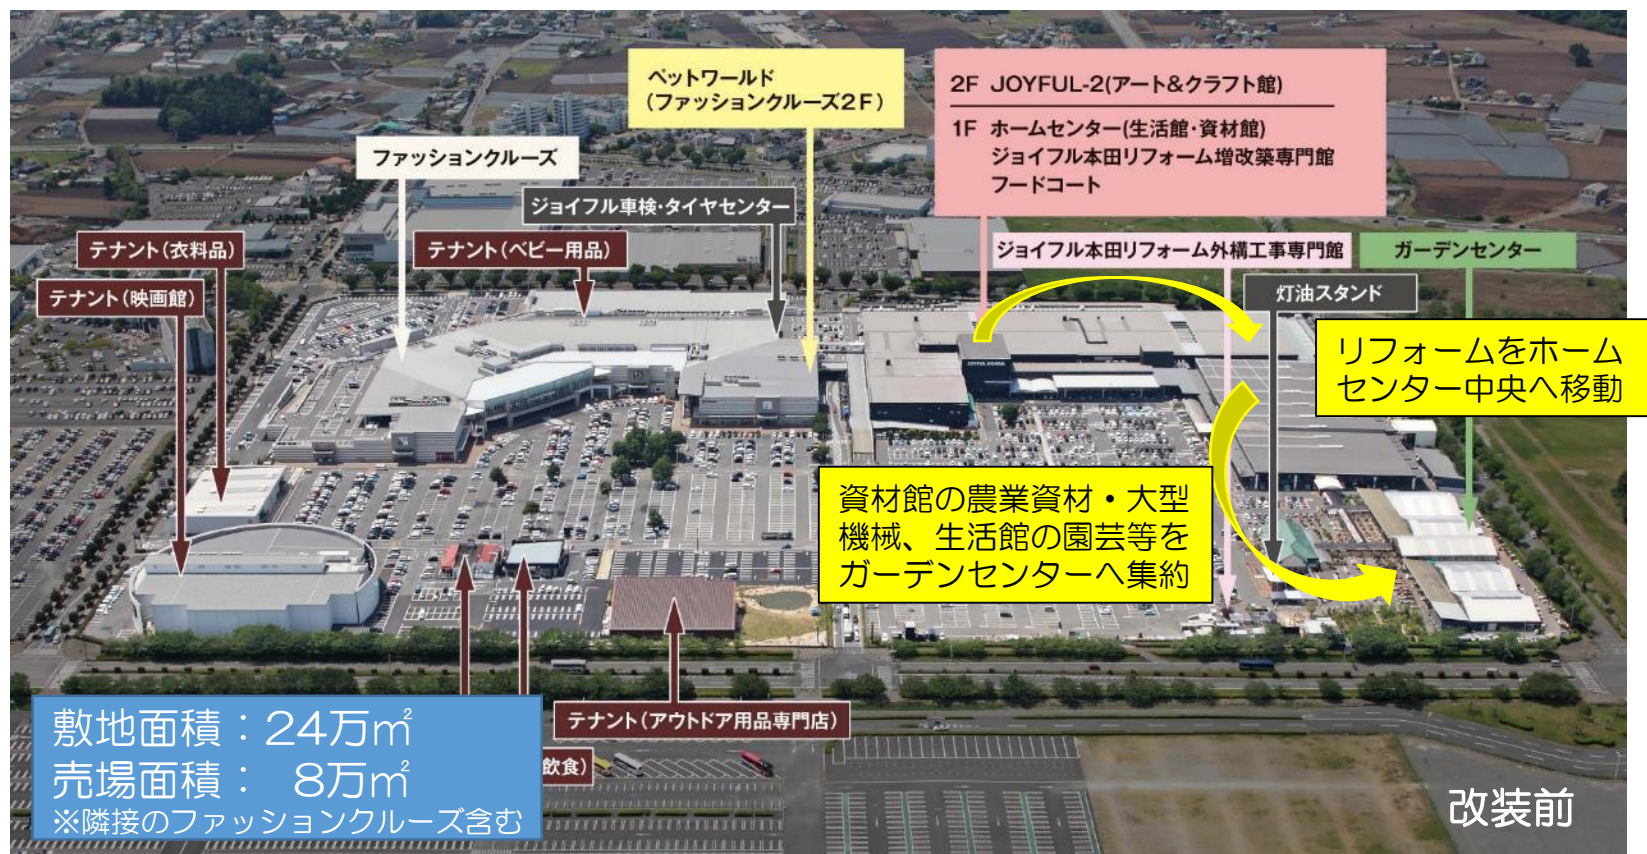 ペットワールド
(ファッションクルーズ2F)
2F JOYFUL-2(アート&クラフト館)
1F ホームセンター(生活館・資材館)
ジョイフル本田リフォーム増改築専門館
フードコート
ファッションクルーズ
ジョイフル車検・タイヤセンター
テナント(衣料品)
テナント(ベビー用品)
ジョイフル本田リフォーム外構工事専門館
ガーデンセンター
テナント(映画館)
灯油スタンド
リフォームをホーム
センター中央へ移動
JOYFUL HONDA
資材館の農業資材・大型
機械、生活館の園芸等を
ガーデンセンターへ集約
敷地面積：24万㎡
売場面積： 8万㎡
※隣接のファッションクルーズ含む
テナント(アウトドア用品専門店)
飲食)
改装前